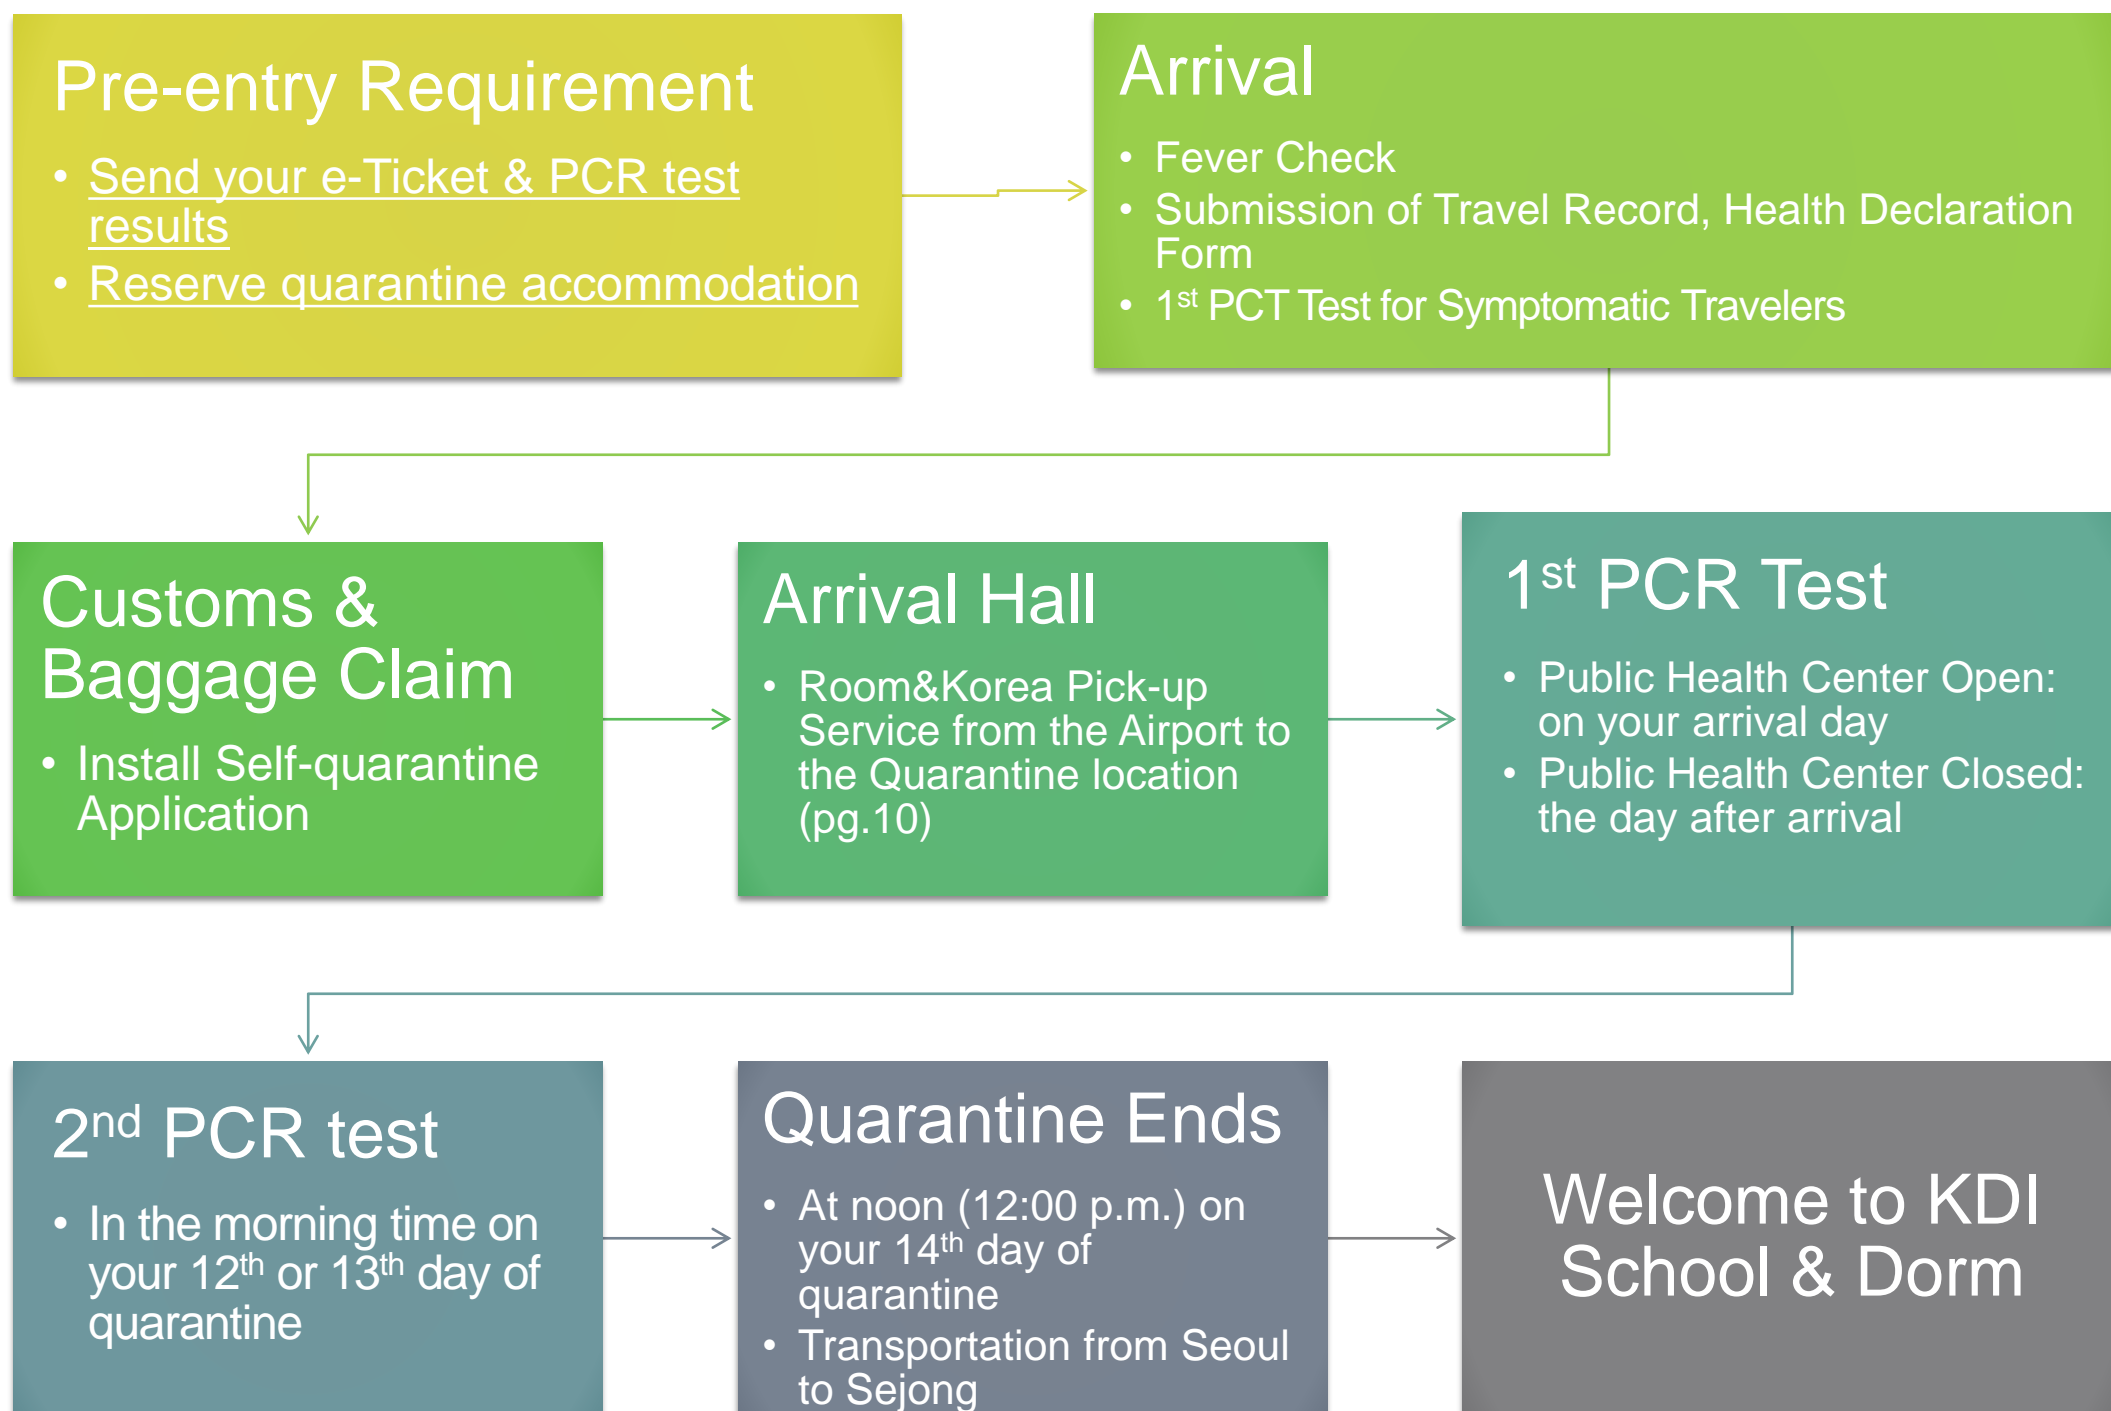 Pre-entry Requirement
• Send your e-Ticket & PCR test
results
• Reserve quarantine accommodation
Arrival
• Fever Check
• Submission of Travel Record, Health Declaration
Form
• 1st PCT Test for Symptomatic Travelers
Customs &
Baggage Claim
• Install Self-quarantine
Application
Arrival Hall
• Room&Korea Pick-up
Service from the Airport to
the Quarantine location
(pg.10)
1st PCR Test
• Public Health Center Open:
on your arrival day
• Public Health Center Closed:
the day after arrival
2nd PCR test
• In the morning time on
your 12th or 13th day of
quarantine
Quarantine Ends
• At noon (12:00 p.m.) on
your 14th day of
quarantine
• Transportation from Seoul
to Sejong
Welcome to KDI
School & Dorm